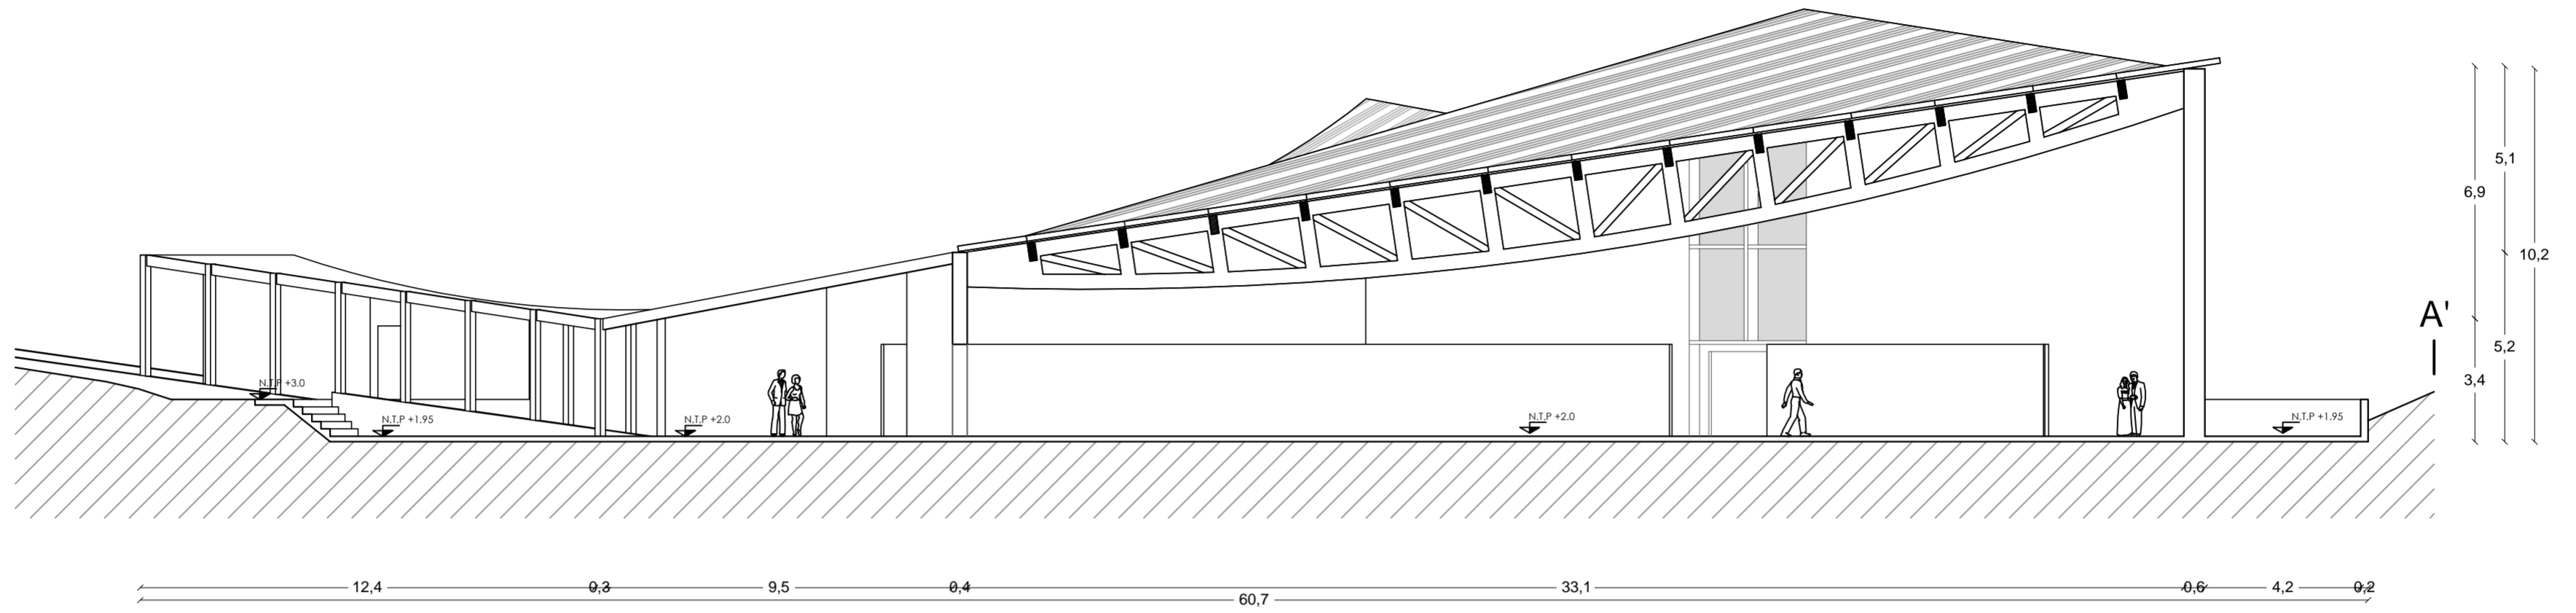 5,1
6,9
10,2
A'
5,2
3,4
N.T.P +3.0
N.T.P +1.95
N.T.P +2.0
N.T.P +2.0
N.T.P +1.95
12,4
0,3
9,5
0,4
33,1
0,6
4,2
0,2
60,7